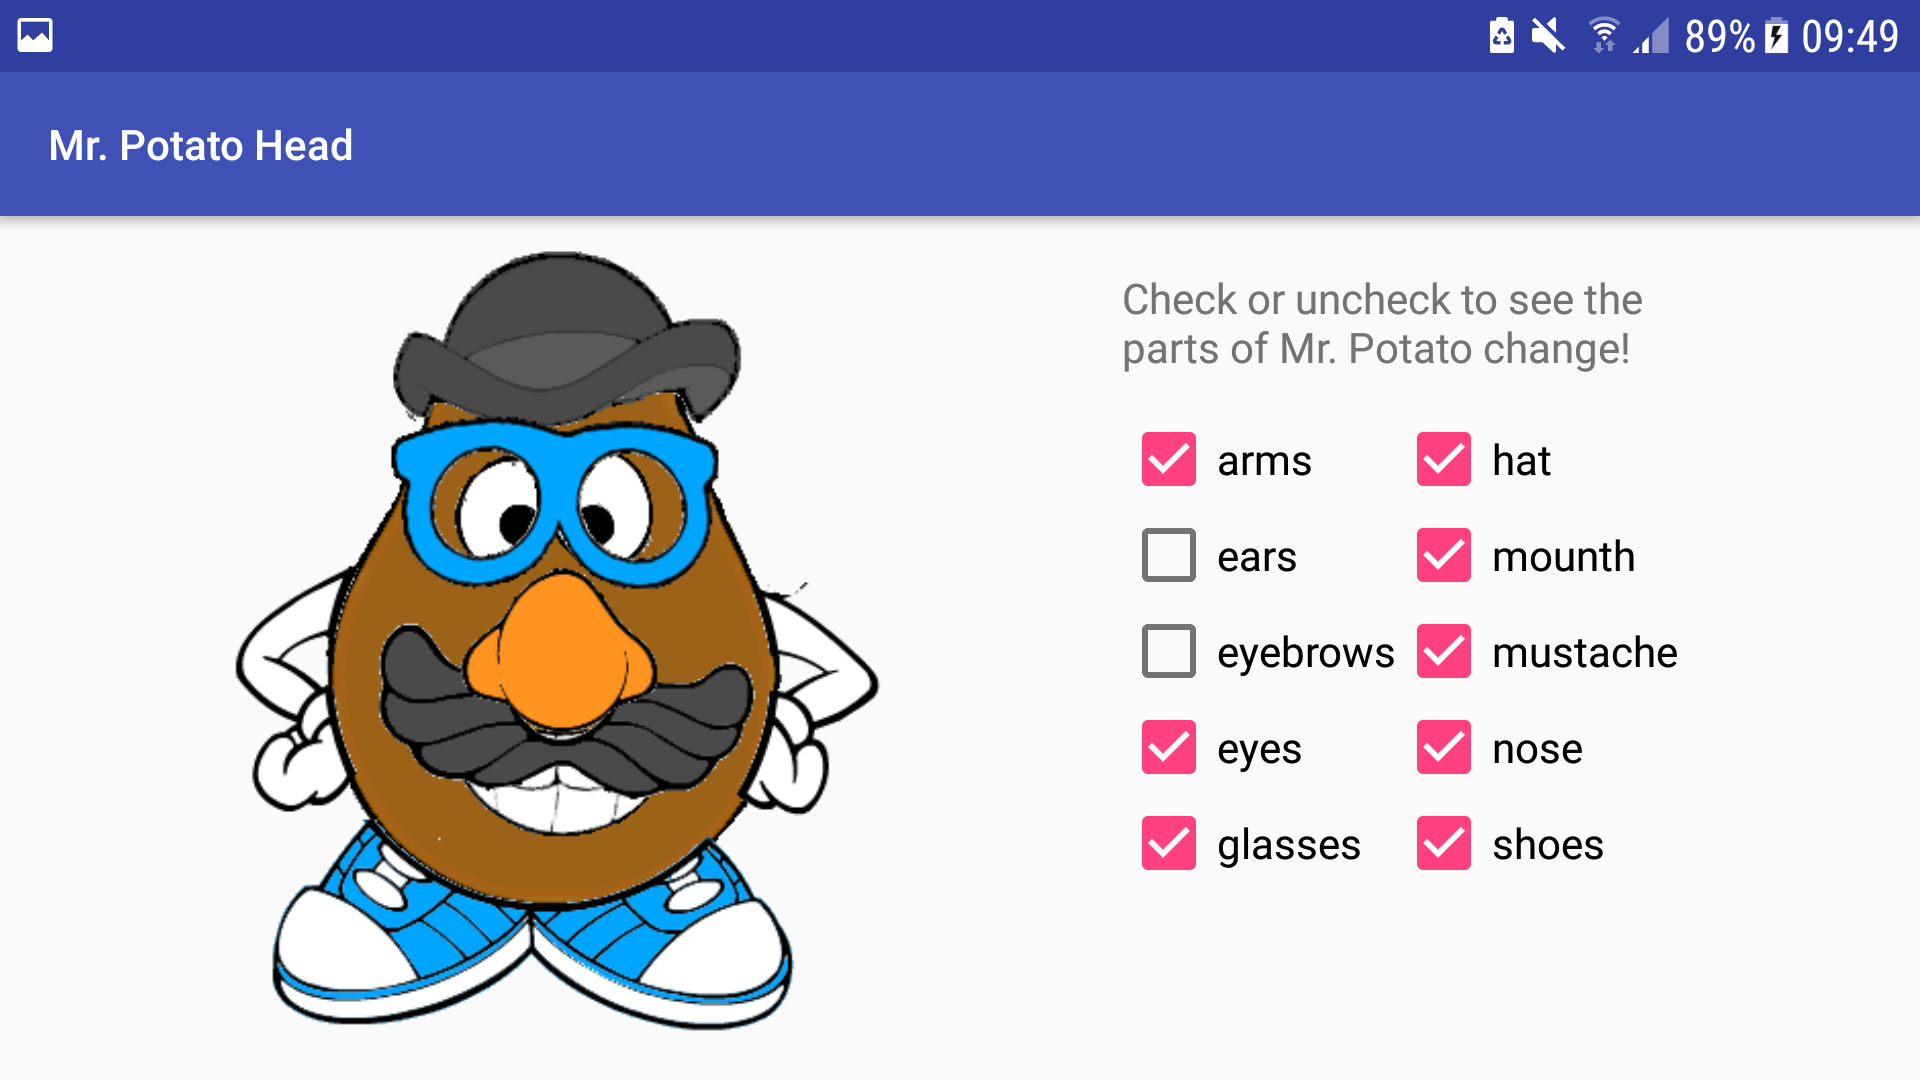 89% 09:49
Mr. Potato Head
Check or uncheck to see the
parts of Mr. Potato change!
arms hat
ears mounth
eyebrows mustache
eyes nose
glasses shoes